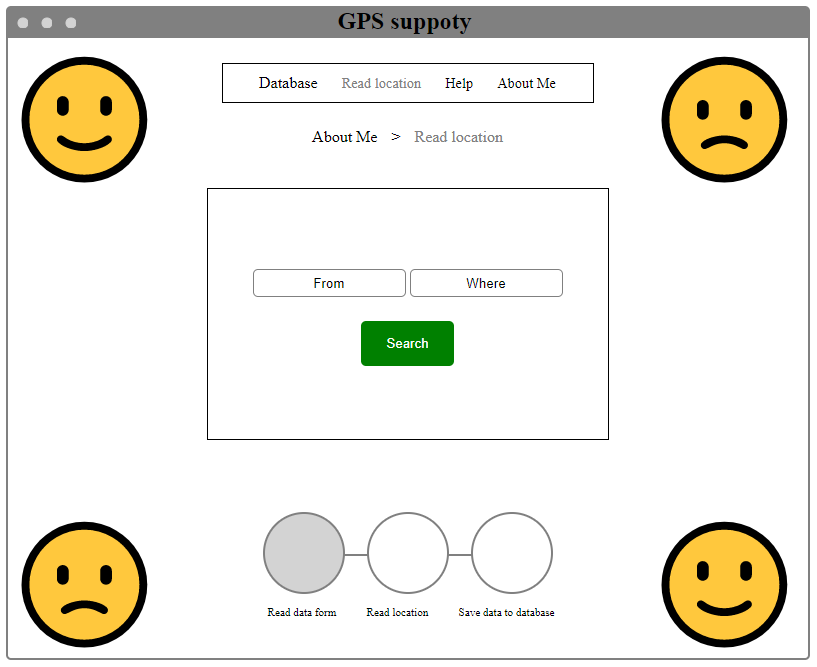 GPS suppoty
Database Read location Help About Me
About Me > Read location
From Where
Search
Read data form Read location Save data to database